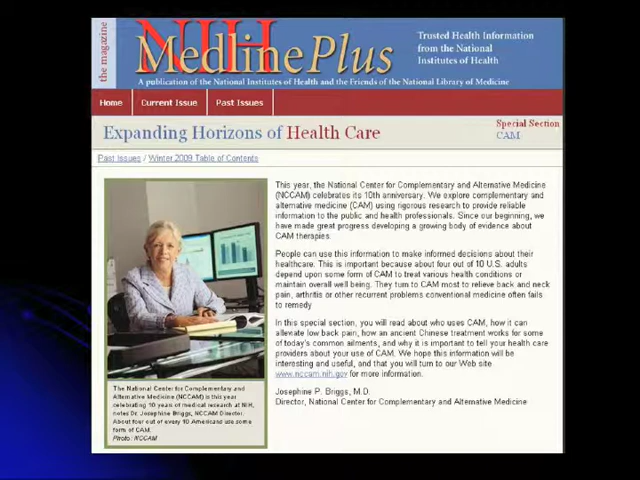 the magazine
NIH
MedlinePlus
Trusted Health Information
from the National
Institutes of Health
A publication of the National Institutes of Health and the Friends of the National Library of Medicine
Home
Current Issue
Past Issues
Expanding Horizons of Health Care
Special Section
CAM
Past Issues / Winter 2009 Table of Contents
This year, the National Center for Complementary and Alternative Medicine
(NCCAM) celebrates its 10th anniversary. We explore complementary and
alternative medicine (CAM) using rigorous research to provide reliable
information to the public and health professionals. Since our beginning, we
have made great progress developing a growing body of evidence about
CAM therapies.
People can use this information to make informed decisions about their
healthcare. This is important because about four out of 10 U.S. adults
depend upon some form of CAM to treat various health conditions or
maintain overall well being. They turn to CAM most to relieve back and neck
pain, arthritis or other recurrent problems conventional medicine often fails
to remedy
In this special section, you will read about who uses CAM, how it can
alleviate low back pain, how an ancient Chinese treatment works for some
of today's common ailments, and why it is important to tell your health care
providers about your use of CAM. We hope this information will be
interesting and useful, and that you will turn to our Web site
www.nccam.nih.gov for more information.
Josephine P. Briggs, M.D.
Director, National Center for Complementary and Alternative Medicine
The National Center for Complementary and
Alternative Medicine (NCCAM) is this year
celebrating 10 years of medical research at NIH,
notes Dr. Josephine Briggs, NCCAM Director.
About four out of every 10 Americans use some
form of CAM.
Photo: NCCAM